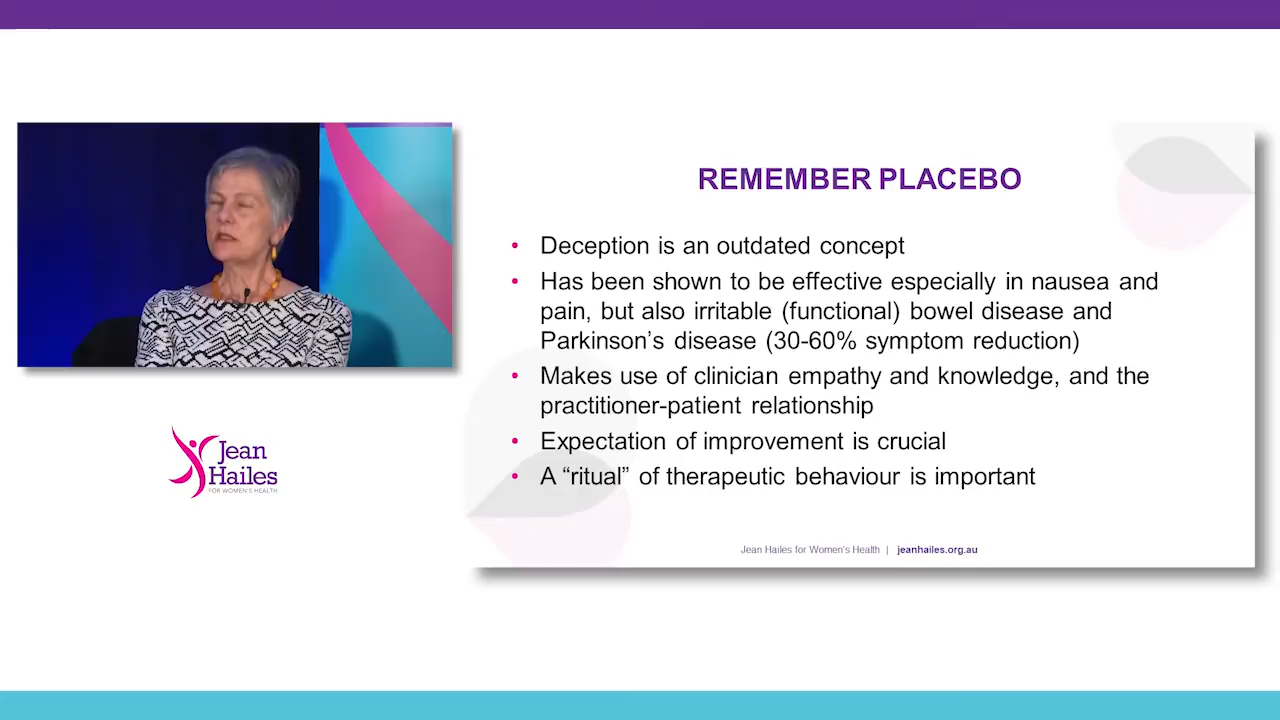 REMEMBER PLACEBO
• Deception is an outdated concept
• Has been shown to be effective especially in nausea and
pain, but also irritable (functional) bowel disease and
Parkinson’s disease (30-60% symptom reduction)
• Makes use of clinician empathy and knowledge, and the
practitioner-patient relationship
• Expectation of improvement is crucial
• A “ritual” of therapeutic behaviour is important
Jean Hailes for Women’s Health | jeanhailes.org.au
Jean
Hailes
FOR WOMEN'S HEALTH